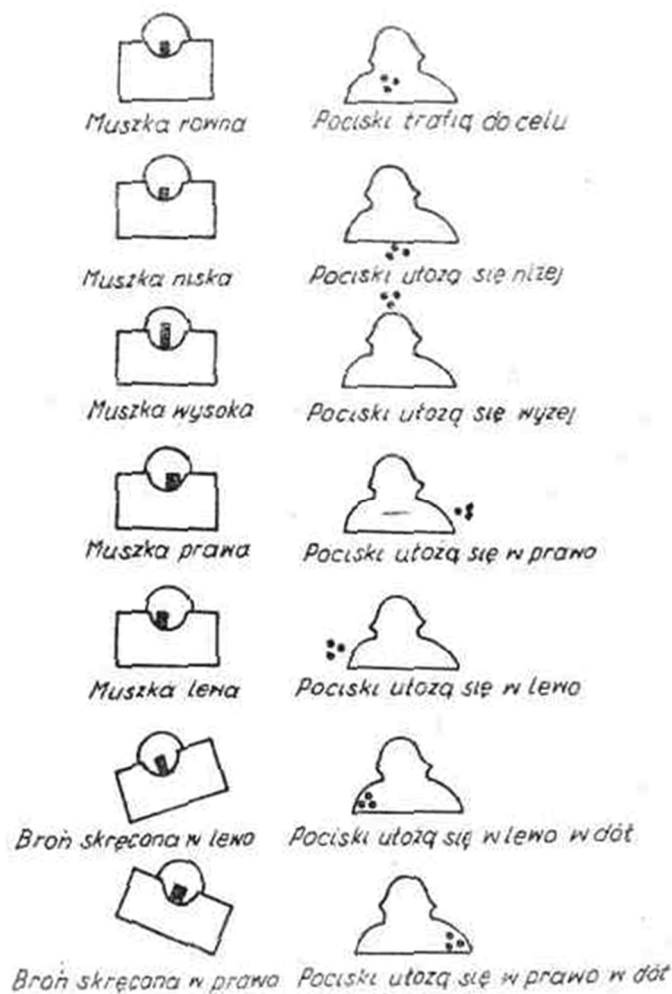 Muszka równa
Pociski trafią do celu
Muszka niska
Pociski ułożą się niżej
Muszka wysoka
Pociski ułożą się wyżej
Muszka prawa
Pociski ułożą się w prawo
Muszka lewa
Pociski ułożą się w lewo
Broń skręcona w lewo
Pociski ułożą się w lewo w dół
Broń skręcona w prawo
Pociski ułożą się w prawo w dół